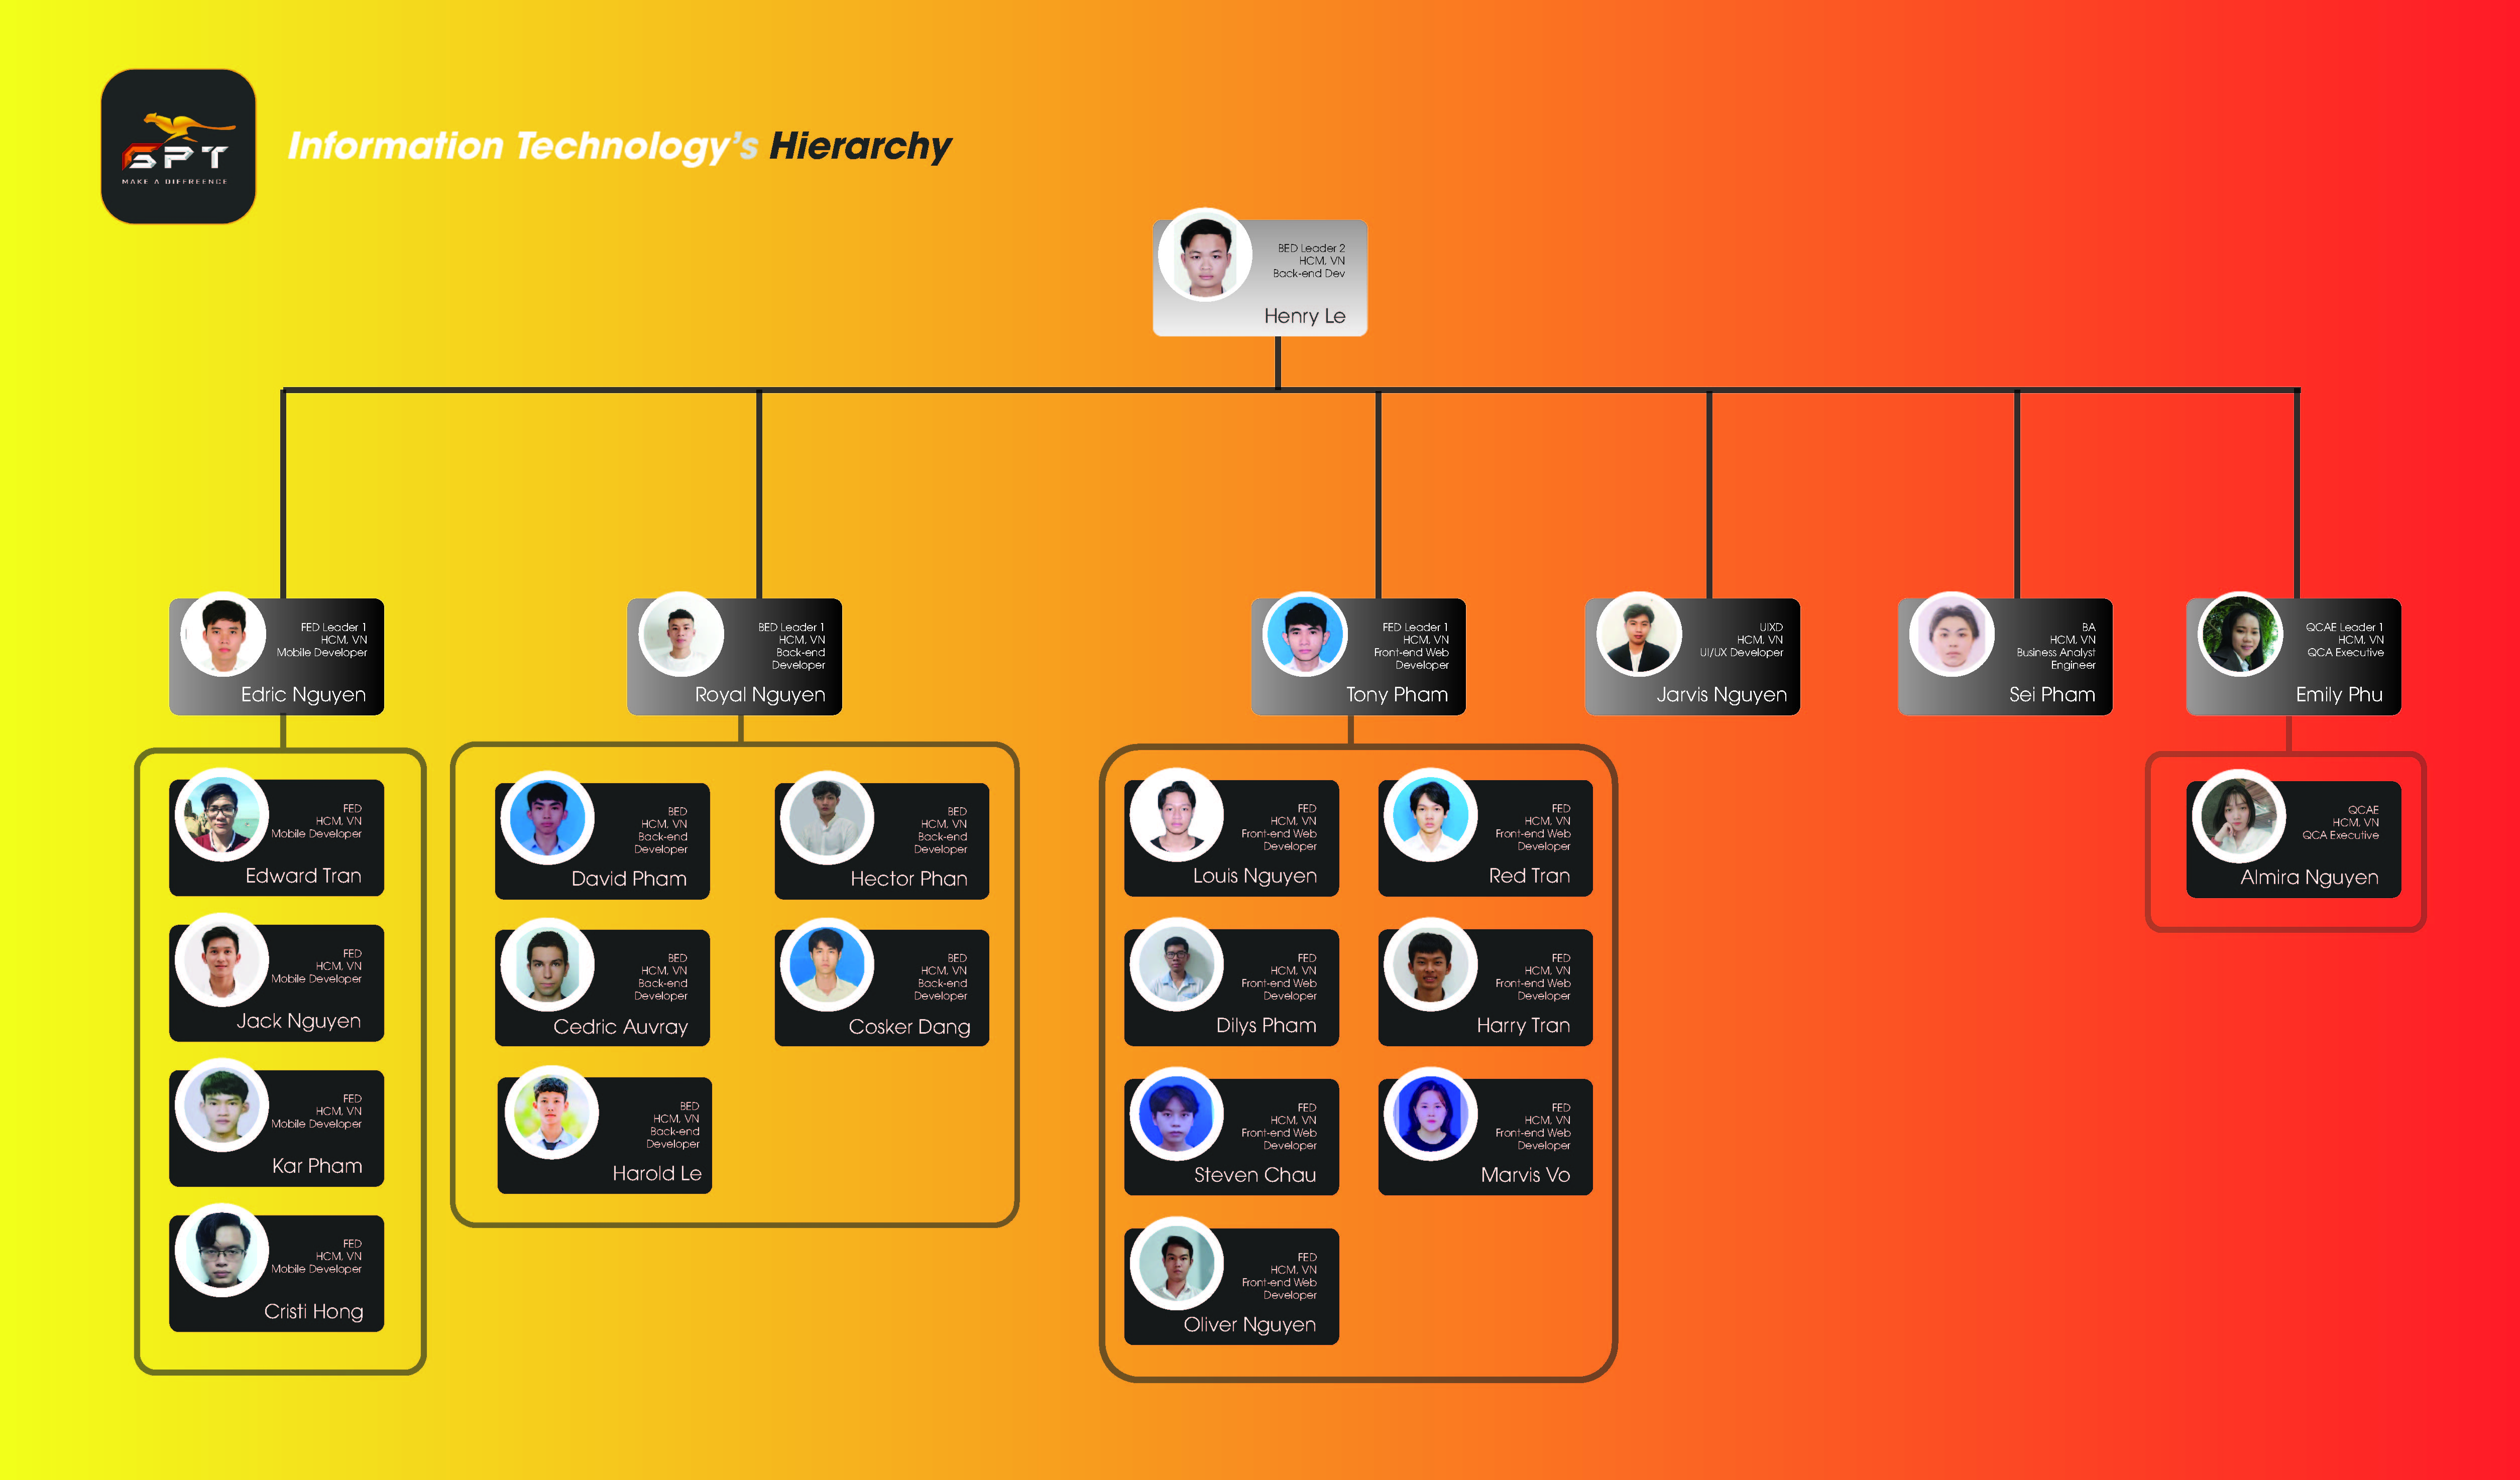 GPT
MAKE A DIFFREENCE
Information Technology's Hierarchy
BED Leader 2
HCM, VN
Back-end Dev
Henry Le
FED Leader 1
HCM, VN
Mobile Developer
Edric Nguyen
BED Leader 1
HCM, VN
Back-end
Developer
Royal Nguyen
FED Leader 1
HCM, VN
Front-end Web
Developer
Tony Pham
UIXD
HCM, VN
UI/UX Developer
Jarvis Nguyen
BA
HCM, VN
Business Analyst
Engineer
Sei Pham
QCAE Leader 1
HCM, VN
QCA Executive
Emily Phu
FED
HCM, VN
Mobile Developer
Edward Tran
FED
HCM, VN
Mobile Developer
Jack Nguyen
FED
HCM, VN
Mobile Developer
Kar Pham
FED
HCM, VN
Mobile Developer
Cristi Hong
BED
HCM, VN
Back-end
Developer
David Pham
BED
HCM, VN
Back-end
Developer
Hector Phan
BED
HCM, VN
Back-end
Developer
Cedric Auvray
BED
HCM, VN
Back-end
Developer
Cosker Dang
BED
HCM, VN
Back-end
Developer
Harold Le
FED
HCM, VN
Front-end Web
Developer
Louis Nguyen
FED
HCM, VN
Front-end Web
Developer
Red Tran
FED
HCM, VN
Front-end Web
Developer
Dilys Pham
FED
HCM, VN
Front-end Web
Developer
Harry Tran
FED
HCM, VN
Front-end Web
Developer
Steven Chau
FED
HCM, VN
Front-end Web
Developer
Marvis Vo
FED
HCM, VN
Front-end Web
Developer
Oliver Nguyen
QCAE
HCM, VN
QCA Executive
Almira Nguyen